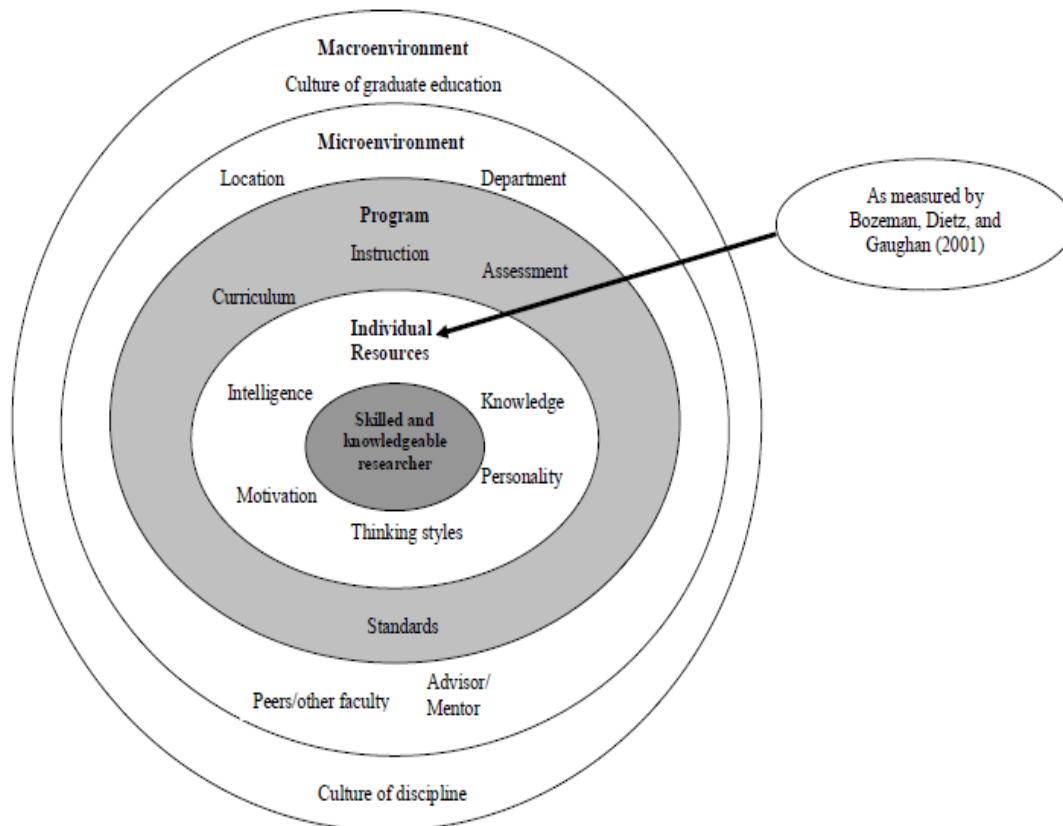 Macroenvironment
Culture of graduate education
Microenvironment
Location
Department
Program
Instruction
Assessment
Curriculum
Individual
Resources
Intelligence
Knowledge
Skilled and
knowledgeable
researcher
Personality
Motivation
Thinking styles
Standards
Peers/other faculty
Advisor/
Mentor
Culture of discipline
As measured by
Bozeman, Dietz, and
Gaughan (2001)